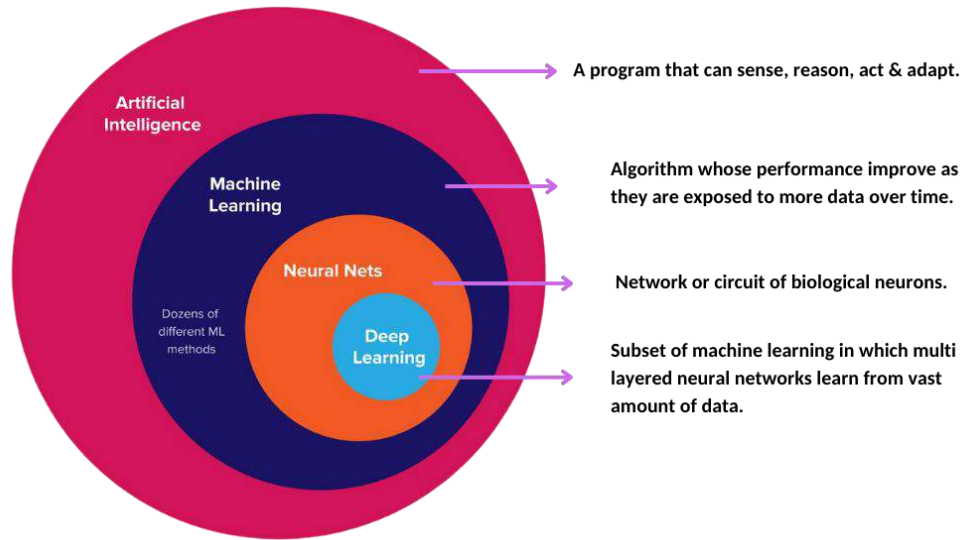 A program that can sense, reason, act & adapt.
Artificial
Intelligence
Algorithm whose performance improve as
they are exposed to more data over time.
Machine
Learning
Neural Nets
Network or circuit of biological neurons.
Dozens of
different ML
methods
Deep
Learning
Subset of machine learning in which multi
layered neural networks learn from vast
amount of data.